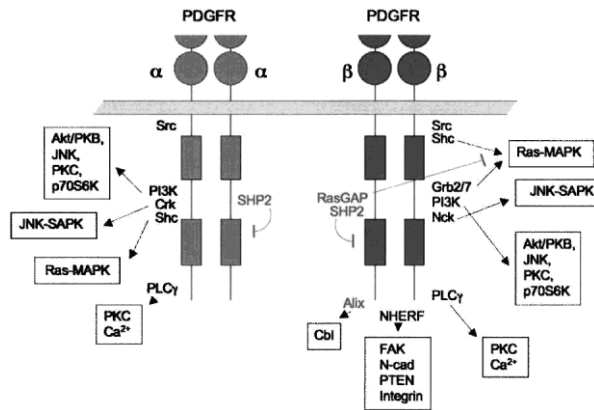 PDGFR
PDGFR
α
α
β
β
Src
Akt/PKB,
JNK,
PKC,
p70S6K
PI3K
Crk
Shc
JNK-SAPK
Ras-MAPK
SHP2
PLCγ
PKC
Ca²⁺
Src
Shc
Ras-MAPK
RasGAP
SHP2
Grb2/7
PI3K
Nck
JNK-SAPK
Akt/PKB,
JNK,
PKC,
p70S6K
Alix
Cbl
NHERF
FAK
N-cad
PTEN
Integrin
PLCγ
PKC
Ca²⁺